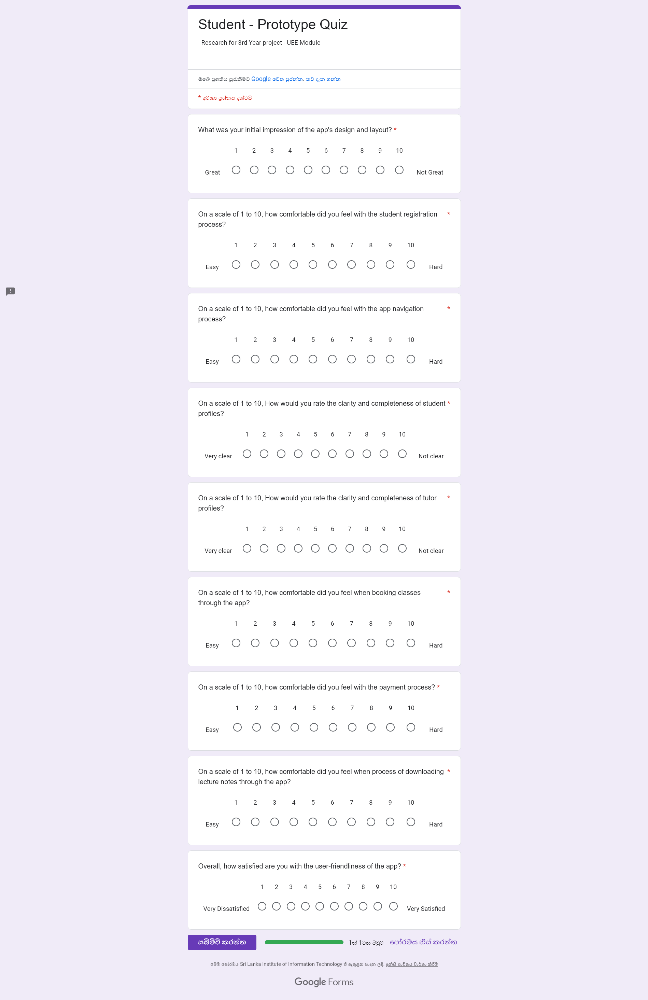 Student - Prototype Quiz
Research for 3rd Year project - UEE Module
ඔබේ ප්‍රගතිය සුරැකීමට Google වෙත පුරන්න. තව දැන ගන්න
* අවශ්‍ය ප්‍රශ්නය දක්වයි
What was your initial impression of the app's design and layout? *
1 2 3 4 5 6 7 8 9 10
Great Not Great
On a scale of 1 to 10, how comfortable did you feel with the student registration *
process?
1 2 3 4 5 6 7 8 9 10
Easy Hard
On a scale of 1 to 10, how comfortable did you feel with the app navigation *
process?
1 2 3 4 5 6 7 8 9 10
Easy Hard
On a scale of 1 to 10, How would you rate the clarity and completeness of student *
profiles?
1 2 3 4 5 6 7 8 9 10
Very clear Not clear
On a scale of 1 to 10, How would you rate the clarity and completeness of tutor *
profiles?
1 2 3 4 5 6 7 8 9 10
Very clear Not clear
On a scale of 1 to 10, how comfortable did you feel when booking classes *
through the app?
1 2 3 4 5 6 7 8 9 10
Easy Hard
On a scale of 1 to 10, how comfortable did you feel with the payment process? *
1 2 3 4 5 6 7 8 9 10
Easy Hard
On a scale of 1 to 10, how comfortable did you feel when process of downloading *
lecture notes through the app?
1 2 3 4 5 6 7 8 9 10
Easy Hard
Overall, how satisfied are you with the user-friendliness of the app? *
1 2 3 4 5 6 7 8 9 10
Very Dissatisfied Very Satisfied
සබ්මිට් කරන්න 1න් 1වන පිටුව පෝරමය හිස් කරන්න
මෙම පෝරමය Sri Lanka Institute of Information Technology හි ඇතුළත සාදන ලදි. අනිසි භාවිතය වාර්තා කිරීම
Google Forms